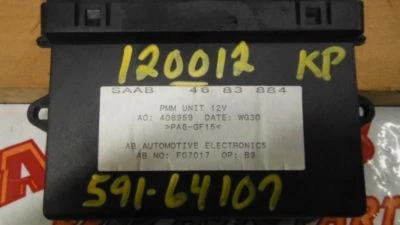 120012 KP
SAAB 46 83 884
PMM UNIT 12V
AO: 408959 DATE: WG30
>PA6-GF15<
AB AUTOMOTIVE ELECTRONICS
AB NO: F07017 OP: B9
591-64107